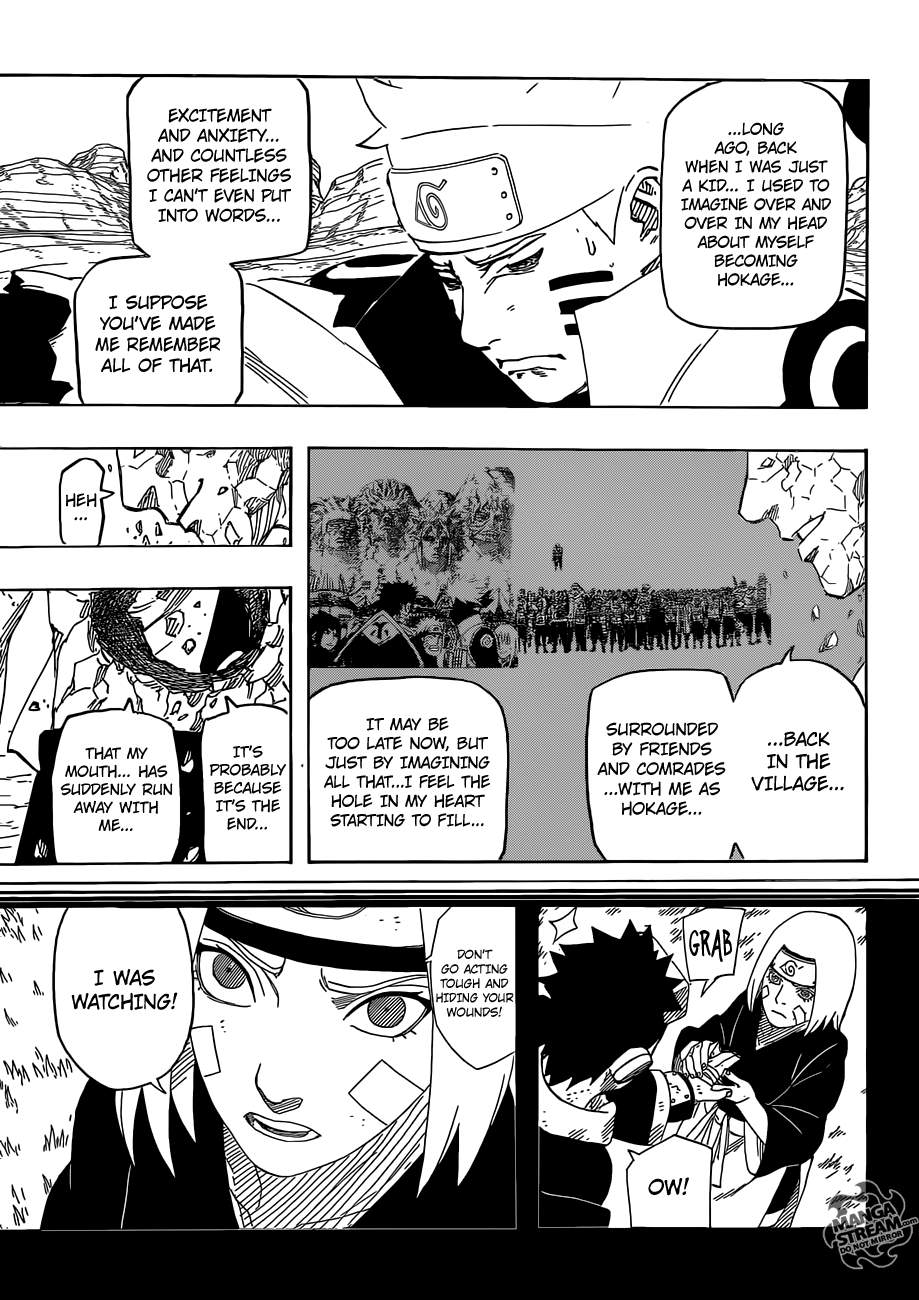 ...LONG
AGO, BACK
WHEN I WAS JUST
A KID... I USED TO
IMAGINE OVER AND
OVER IN MY HEAD
ABOUT MYSELF
BECOMING
HOKAGE...
EXCITEMENT
AND ANXIETY...
AND COUNTLESS
OTHER FEELINGS
I CAN'T EVEN PUT
INTO WORDS...
I SUPPOSE
YOU'VE MADE
ME REMEMBER
ALL OF THAT.
...BACK
IN THE
VILLAGE...
SURROUNDED
BY FRIENDS
AND COMRADES
...WITH ME AS
HOKAGE...
IT MAY BE
TOO LATE NOW, BUT
JUST BY IMAGINING
ALL THAT...I FEEL THE
HOLE IN MY HEART
STARTING TO FILL...
HEH
...
IT'S
PROBABLY
BECAUSE
IT'S THE
END...
THAT MY
MOUTH... HAS
SUDDENLY RUN
AWAY WITH
ME...
GRAB
OW!
DON'T
GO ACTING
TOUGH AND
HIDING YOUR
WOUNDS!
I WAS
WATCHING!
MANGA
STREAM.com
DO NOT MIRROR